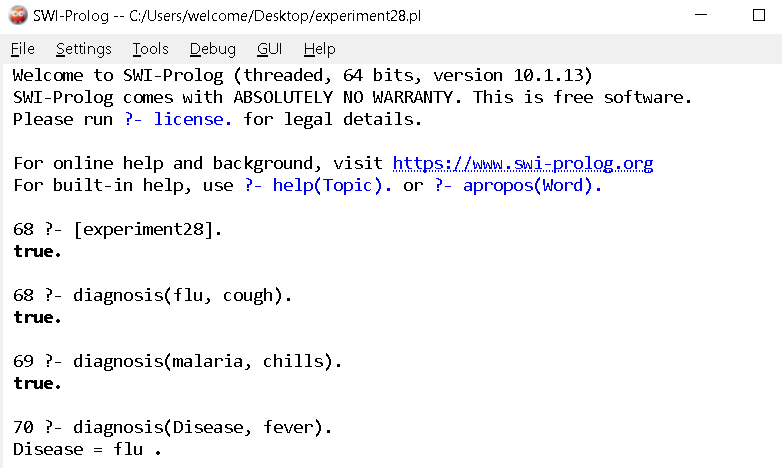 SWI-Prolog -- C:/Users/welcome/Desktop/experiment28.pl
File Settings Tools Debug GUI Help
Welcome to SWI-Prolog (threaded, 64 bits, version 10.1.13)
SWI-Prolog comes with ABSOLUTELY NO WARRANTY. This is free software.
Please run ?- license. for legal details.
For online help and background, visit https://www.swi-prolog.org
For built-in help, use ?- help(Topic). or ?- apropos(Word).
68 ?- [experiment28].
true.
68 ?- diagnosis(flu, cough).
true.
69 ?- diagnosis(malaria, chills).
true.
70 ?- diagnosis(Disease, fever).
Disease = flu .